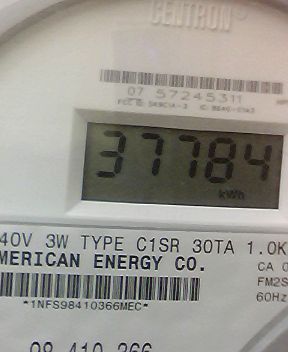 CENTRON®
07 57245311
37784
kWh
40V 3W TYPE C1SR 30TA 1.0K
MERICAN ENERGY CO.
CA 0
FM2S
*1NFS98410366MEC*
60Hz
98 410 366